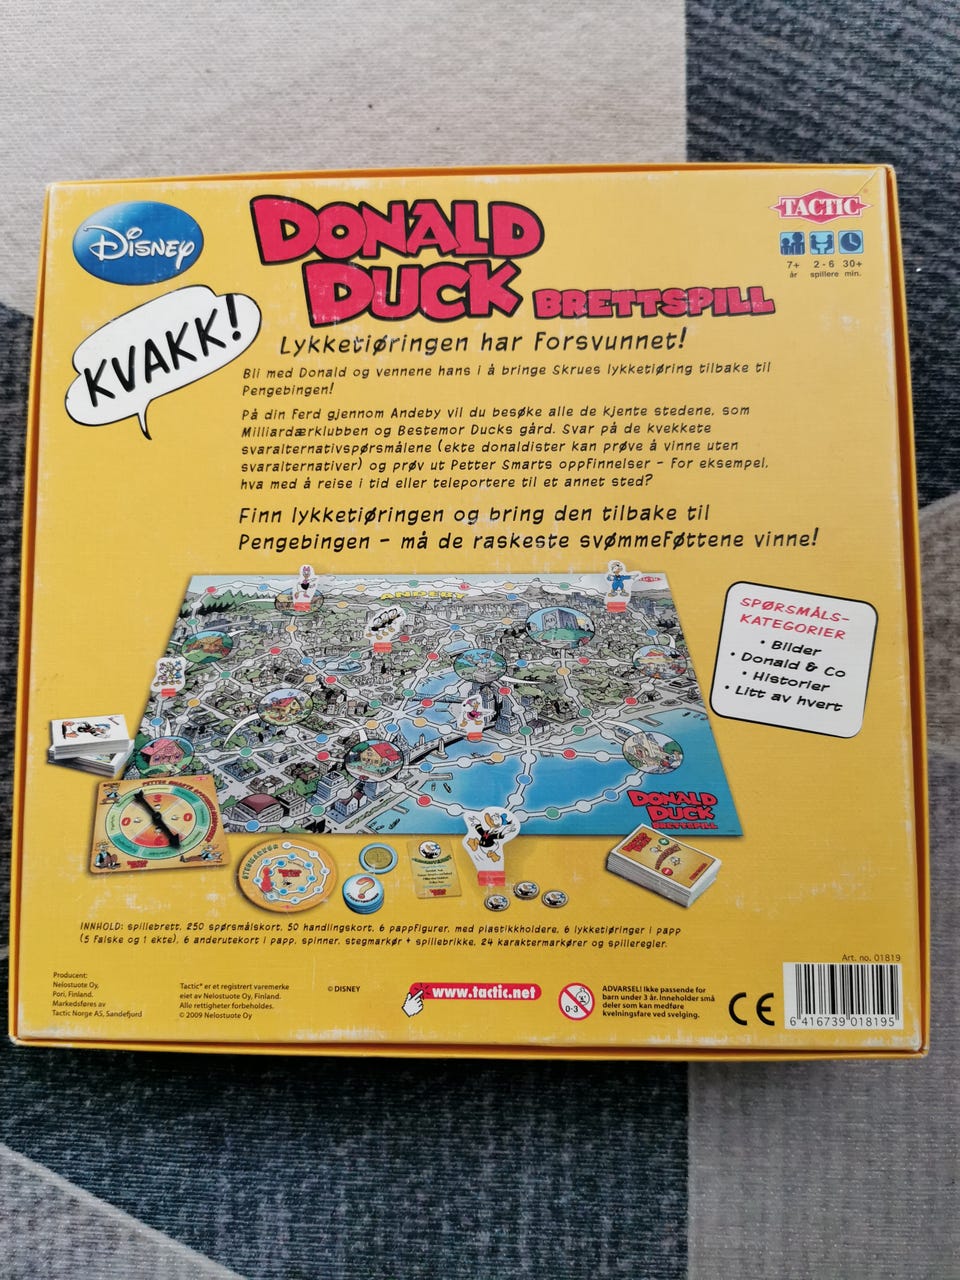 Disney
DONALD
DUCK BRETTSPILL
TACTIC
7+ 2 - 6 30+
år spillere min.
KVAKK!
Lykketiøringen har forsvunnet!
Bli med Donald og vennene hans i å bringe Skrues lykketiøring tilbake til
Pengebingen!
På din ferd gjennom Andeby vil du besøke alle de kjente stedene, som
Milliardærklubben og Bestemor Ducks gård. Svar på de kvekkete
svaralternativspørsmålene (ekte donaldister kan prøve å vinne uten
svaralternativer) og prøv ut Petter Smarts oppfinnelser - for eksempel,
hva med å reise i tid eller teleportere til et annet sted?
Finn lykketiøringen og bring den tilbake til
Pengebingen - må de raskeste svømmeføttene vinne!
ANDEBY
SPØRSMÅLS-
KATEGORIER
• Bilder
• Donald & Co
• Historier
• Litt av hvert
DONALD
DUCK
BRETTSPILL
INNHOLD: spillebrett, 250 spørsmålskort, 50 handlingskort, 6 pappfigurer, med plastikkholdere, 6 lykketiøringer i papp
(5 falske og 1 ekte), 6 anderutekort i papp, spinner, stegmarkør + spillebrikke, 24 karaktermarkører og spilleregler.
Art. no. 01819
Producent:
Nelostuote Oy,
Pori, Finland.
Markedsføres av
Tactic Norge AS, Sandefjord
Tactic® er et registrert varemerke
eiet av Nelostuote Oy, Finland.
Alle rettigheter forbeholdes.
© 2009 Nelostuote Oy
© DISNEY
www.tactic.net
0-3
ADVARSEL! Ikke passende for
barn under 3 år. Inneholder små
deler som kan medføre
kvelningsfare ved svelging.
CE
6 416739 018195